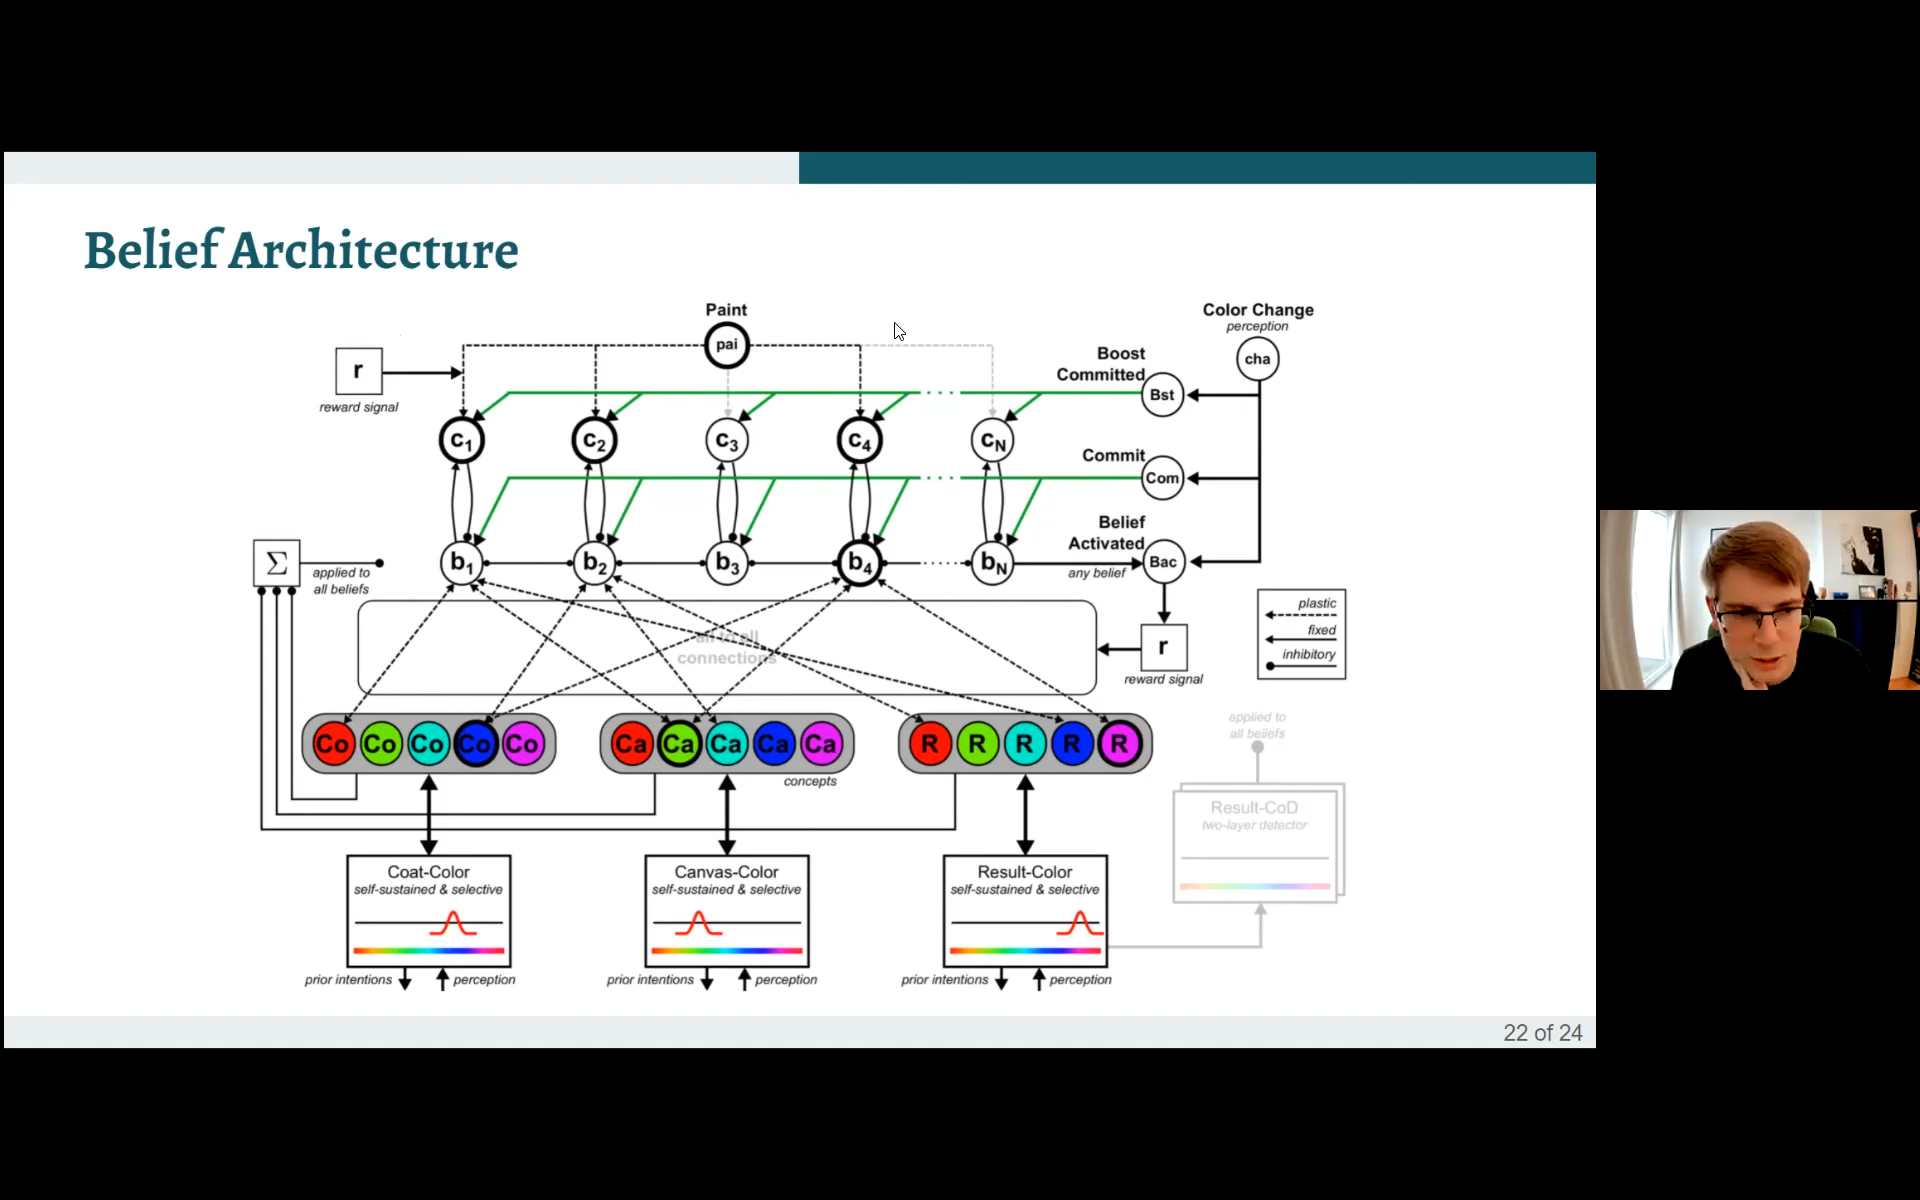 Belief Architecture
Paint
pai
Color Change
perception
cha
Boost
Committed
Bst
r
reward signal
c1
c2
c3
c4
cN
Commit
Com
Belief
Activated
Bac
any belief
Σ
applied to
all beliefs
b1
b2
b3
b4
bN
plastic
fixed
inhibitory
all to all
connections
r
reward signal
Co Co Co Co Co
Ca Ca Ca Ca Ca
R R R R R
concepts
applied to
all beliefs
Result-CoD
two-layer detector
Coat-Color
self-sustained & selective
Canvas-Color
self-sustained & selective
Result-Color
self-sustained & selective
prior intentions perception
prior intentions perception
prior intentions perception
22 of 24